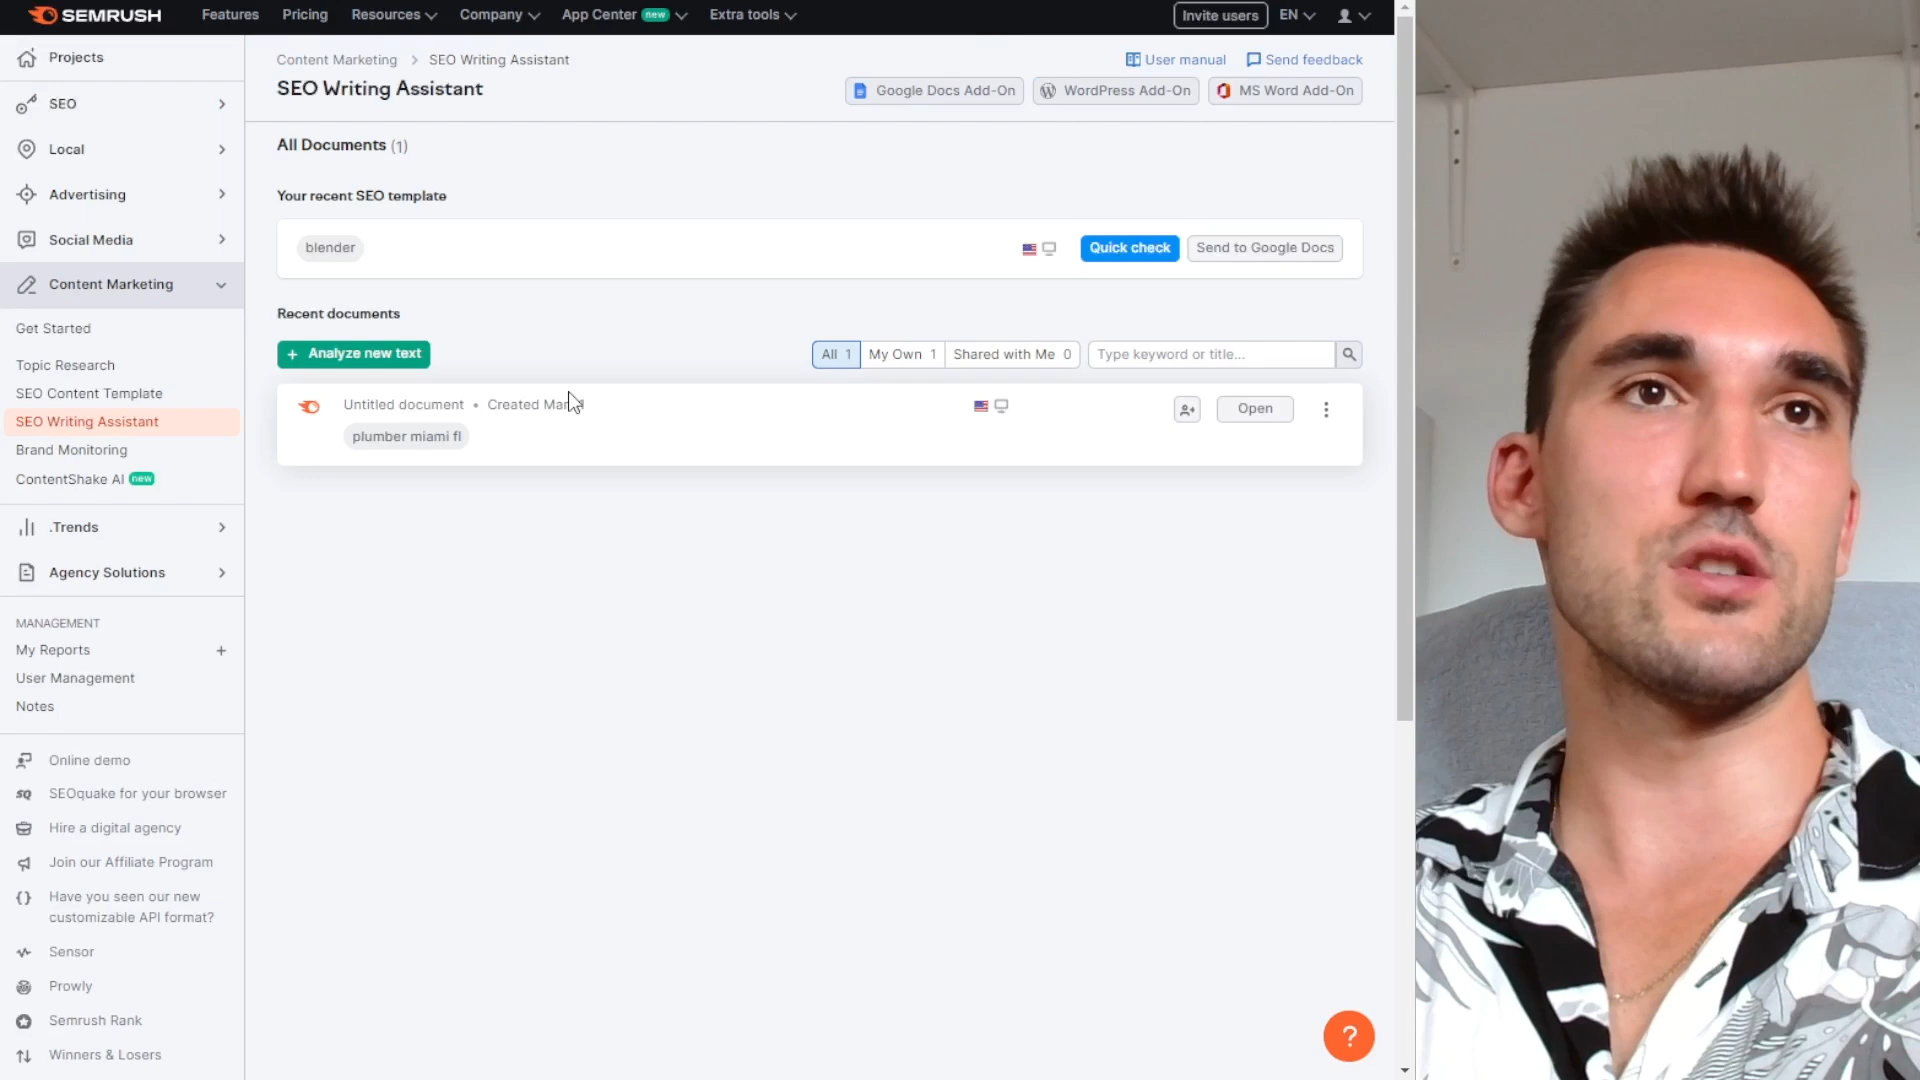 SEMRUSH
Features
Pricing
Resources
Company
App Center new
Extra tools
Invite users
EN
Projects
SEO
Local
Advertising
Social Media
Content Marketing
Get Started
Topic Research
SEO Content Template
SEO Writing Assistant
Brand Monitoring
ContentShake AI new
.Trends
Agency Solutions
MANAGEMENT
My Reports +
User Management
Notes
Online demo
SEOquake for your browser
Hire a digital agency
Join our Affiliate Program
Have you seen our new
customizable API format?
Sensor
Prowly
Semrush Rank
Winners & Losers
Content Marketing > SEO Writing Assistant
User manual
Send feedback
SEO Writing Assistant
Google Docs Add-On
WordPress Add-On
MS Word Add-On
All Documents (1)
Your recent SEO template
blender
Quick check
Send to Google Docs
Recent documents
+ Analyze new text
All 1
My Own 1
Shared with Me 0
Type keyword or title...
Untitled document • Created
Open
plumber miami fl
?